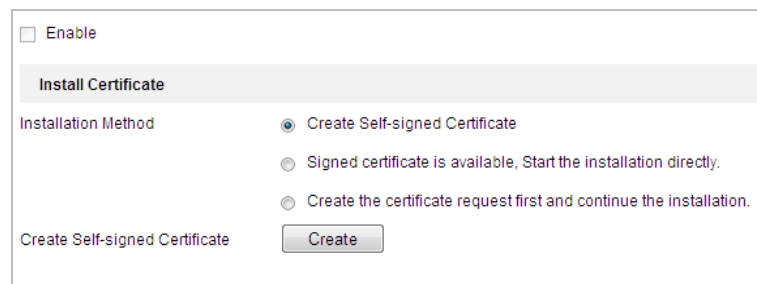 Enable
Install Certificate
Installation Method
Create Self-signed Certificate
Signed certificate is available, Start the installation directly.
Create the certificate request first and continue the installation.
Create Self-signed Certificate
Create